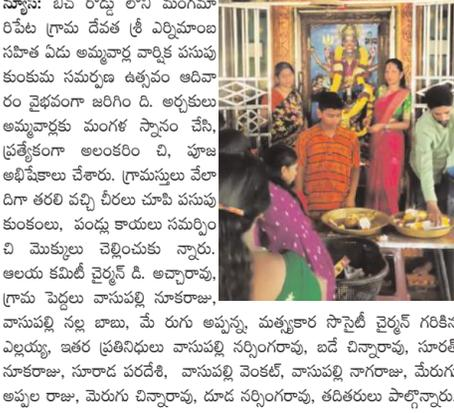 న్యూస్: బీచ్ రోడ్డు లోని మంగమా
రిపేట గ్రామ దేవత శ్రీ ఎర్నిమాంబ
సహిత ఏడు అమ్మవార్ల వార్షిక పసుపు
కుంకుమ సమర్పణ ఉత్సవం ఆదివా
రం వైభవంగా జరిగిం ది. అర్చకులు
అమ్మవార్లకు మంగళ స్నానం చేసి,
ప్రత్యేకంగా అలంకరిం చి, పూజ
అభిషేకాలు చేశారు. గ్రామస్తులు వేలా
దిగా తరలి వచ్చి చీరలు చూపి పసుపు
కుంకలు, పండ్లు కాయలు సమర్పిం
చి మొక్కులు చెల్లించుకు న్నారు.
ఆలయ కమిటీ చైర్మన్ డి. అచ్చారావు,
గ్రామ పెద్దలు వాసుపల్లి నూకరాజు,
వాసుపల్లి నల్ల బాబు, మే రుగు అప్పన్న, మత్స్యకార సొసైటీ చైర్మన్ గరికిన
ఎల్లయ్య, ఇతర ప్రతినిధులు వాసుపల్లి నర్సింగరావు, బడే చిన్నారావు, సూరత్
నూకరాజు, సూరాడ పరదేశి, వాసుపల్లి వెంకట్, వాసుపల్లి నాగరాజు, మేరుగు
అప్పల రాజు, మెరుగు చిన్నారావు, దూడ నర్సింగరావు, తదితరులు పాల్గొన్నారు.